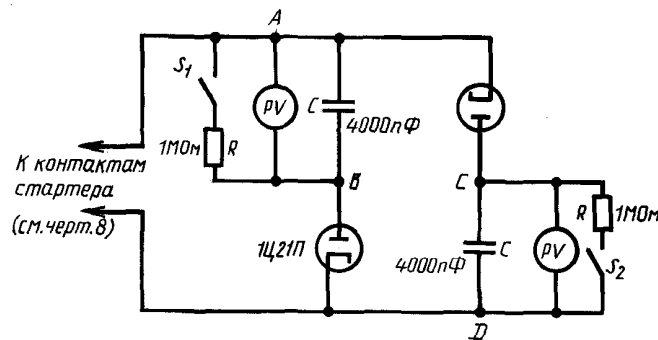 A
S1
PV
C
4000пФ
1МОм
R
К контактам
стартера
(см. черт. 8)
В
С
R
1МОм
1Ц21П
4000пФ
C
PV
S2
D